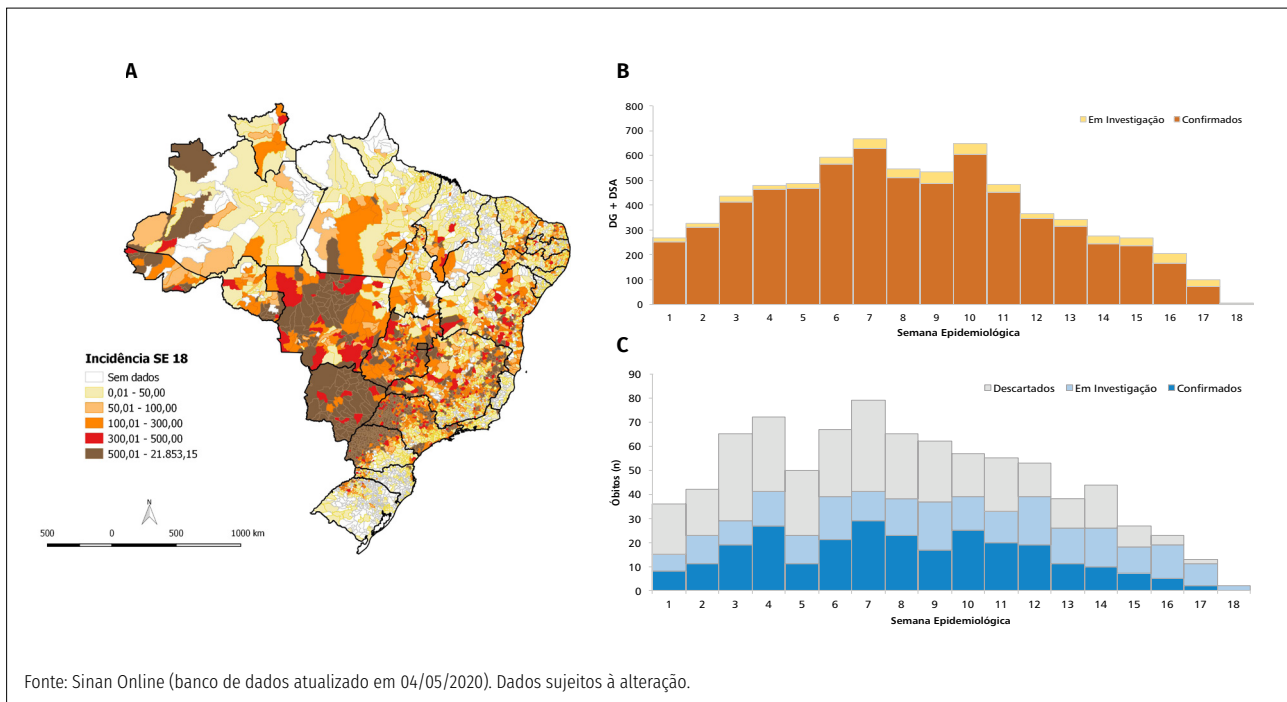 A
Incidência SE 18
Sem dados
0,01 - 50,00
50,01 - 100,00
100,01 - 300,00
300,01 - 500,00
500,01 - 21.853,15
N
500 0 500 1000 km
B
Em Investigação Confirmados
DG + DSA
800
700
600
500
400
300
200
100
0
1 2 3 4 5 6 7 8 9 10 11 12 13 14 15 16 17 18
Semana Epidemiológica
C
Descartados Em Investigação Confirmados
Óbitos (n)
90
80
70
60
50
40
30
20
10
0
1 2 3 4 5 6 7 8 9 10 11 12 13 14 15 16 17 18
Semana Epidemiológica
Fonte: Sinan Online (banco de dados atualizado em 04/05/2020). Dados sujeitos à alteração.